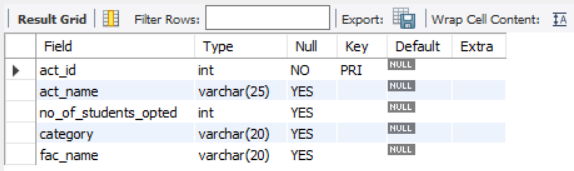 Result Grid Filter Rows: Export: Wrap Cell Content: IA
Field Type Null Key Default Extra
act_id int NO PRI NULL
act_name varchar(25) YES NULL
no_of_students_opted int YES NULL
category varchar(20) YES NULL
fac_name varchar(20) YES NULL